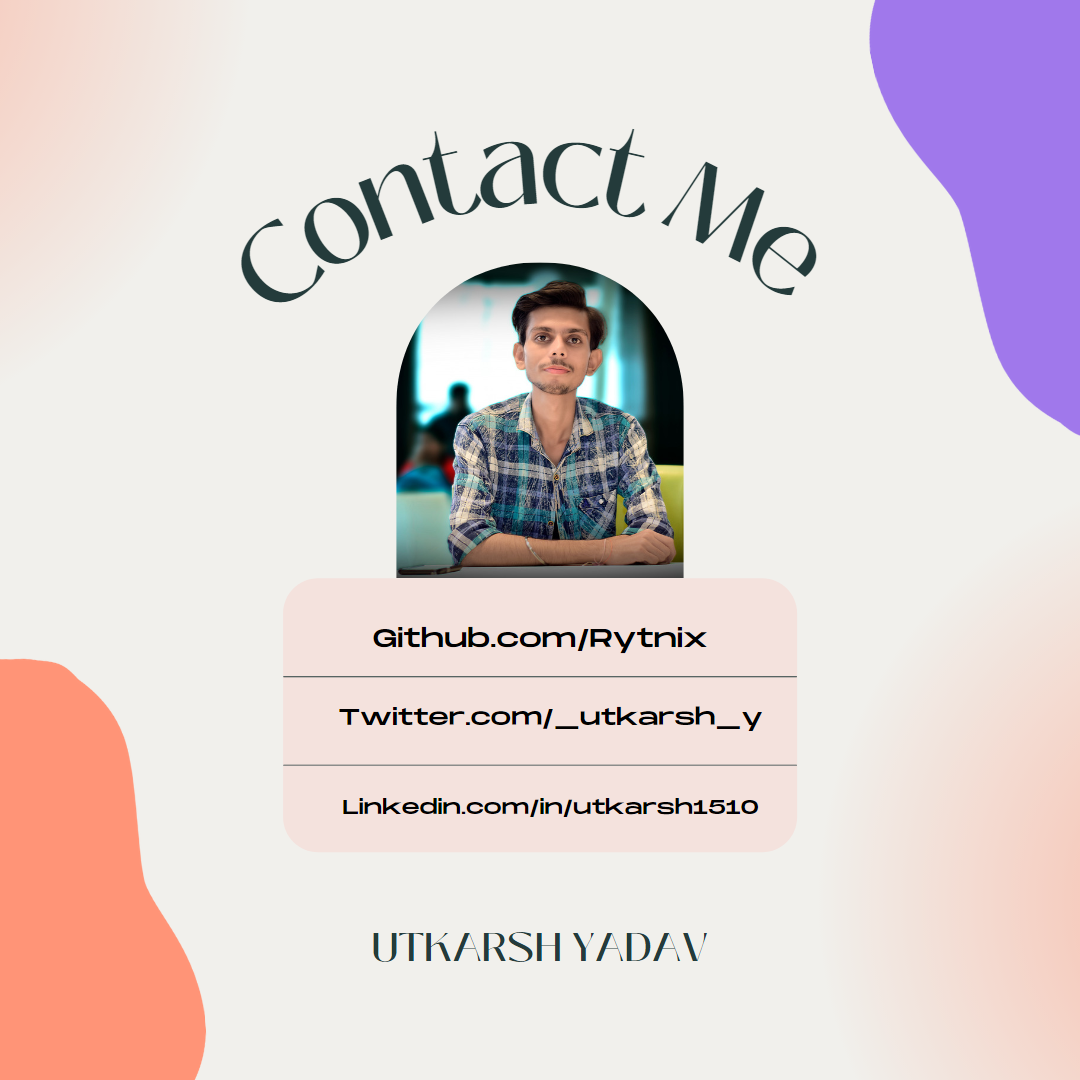 Contact Me
Github.com/Rytnix
Twitter.com/_utkarsh_y
Linkedin.com/in/utkarsh1510
UTKARSH YADAV